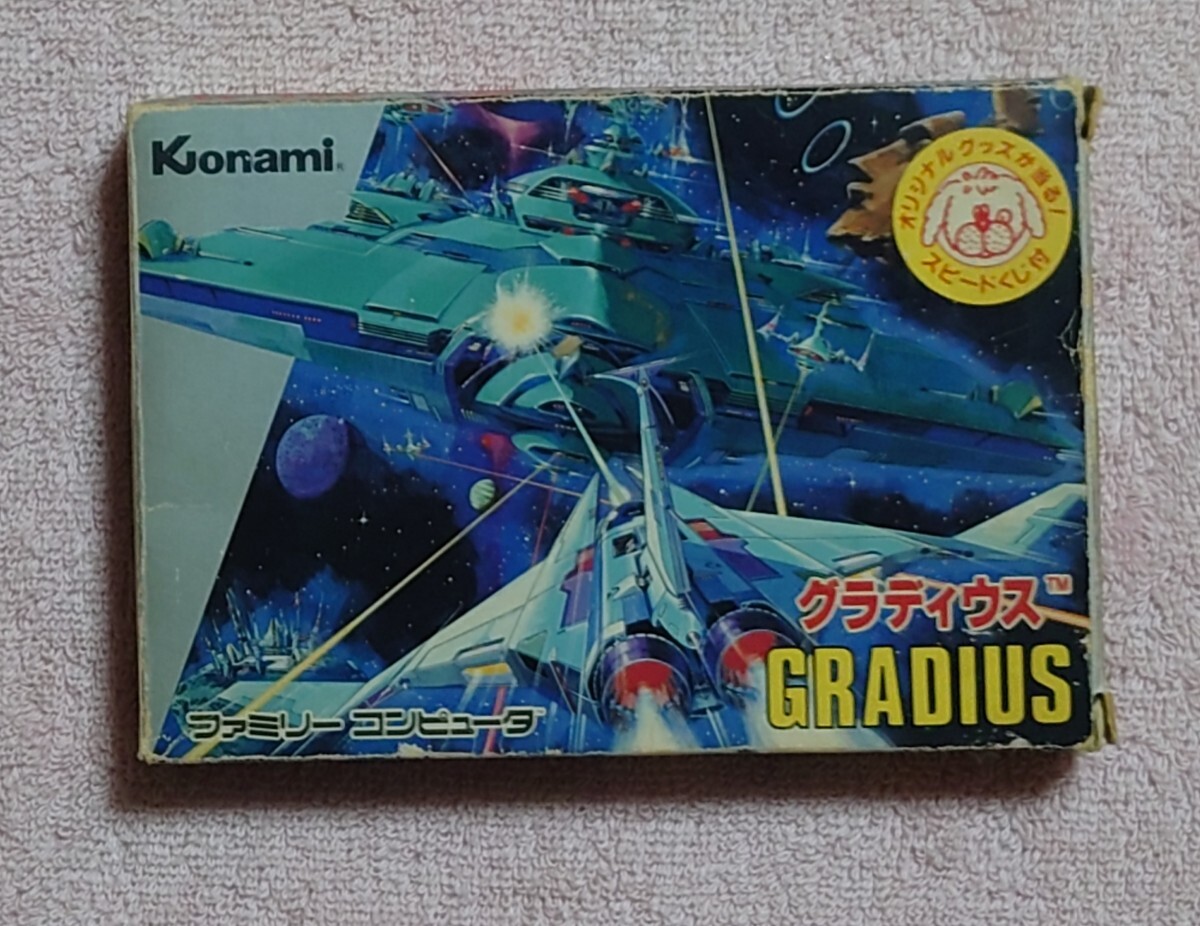 Konami®
オリジナルグッズが当る!
スピードくじ付
グラディウス™
GRADIUS
ファミリーコンピュータ™